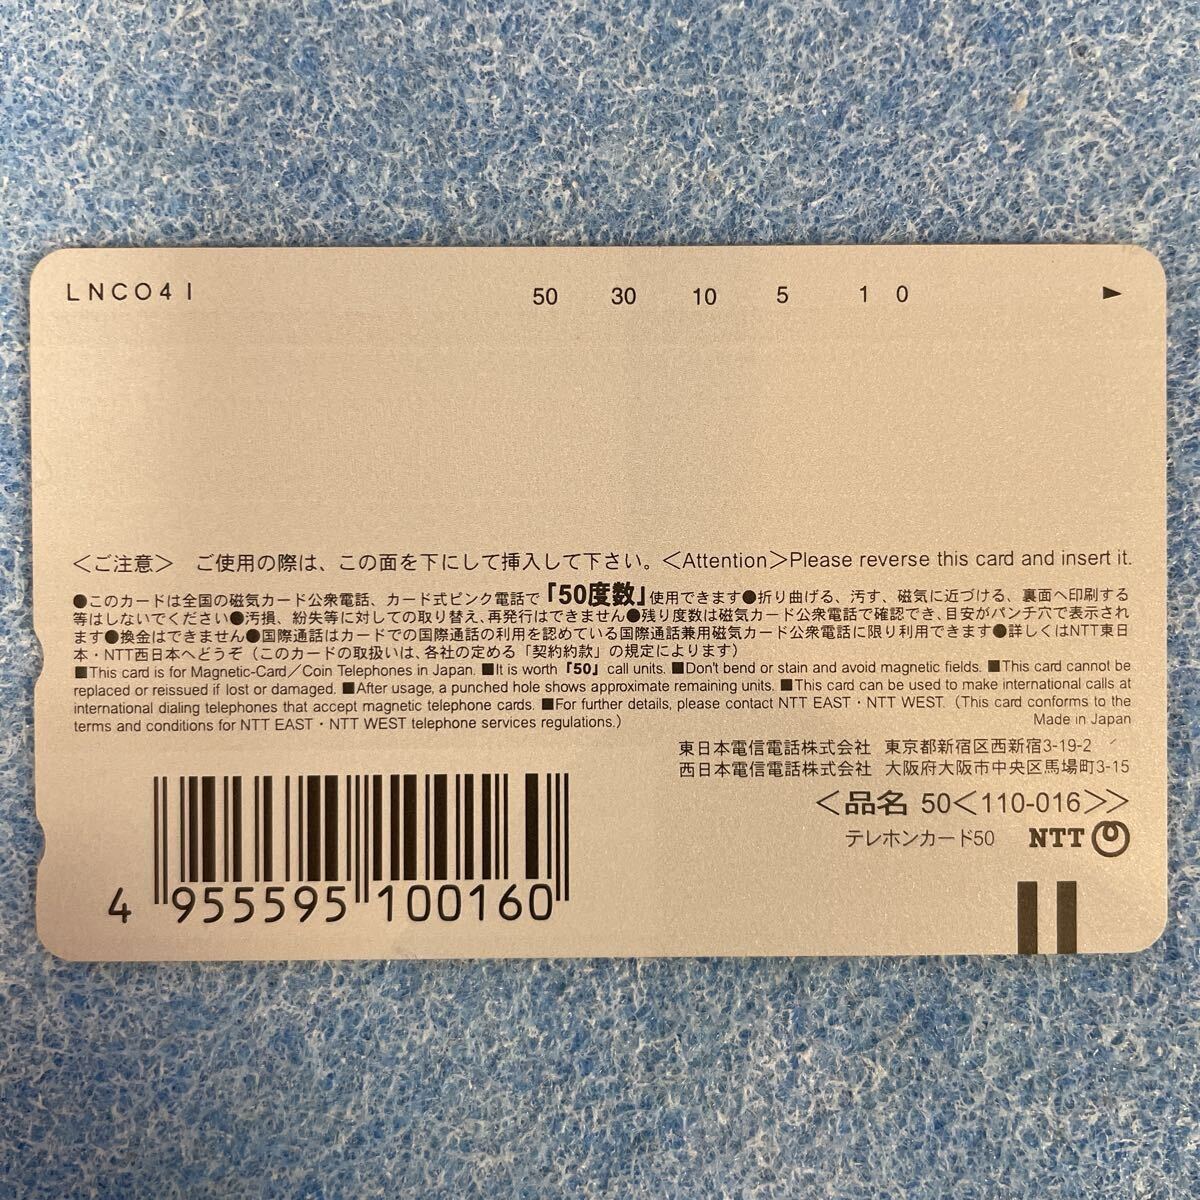 LNC041 50 30 10 5 1 0 ►
＜ご注意＞ ご使用の際は、この面を下にして挿入して下さい。＜Attention＞Please reverse this card and insert it.
●このカードは全国の磁気カード公衆電話、カード式ピンク電話で「50度数」使用できます●折り曲げる、汚す、磁気に近づける、裏面へ印刷する
等はしないでください●汚損、紛失等に対しての取り替え、再発行はできません●残り度数は磁気カード公衆電話で確認でき、目安がパンチ穴で表示されま
す●換金はできません●国際通話はカードでの国際通話の利用を認めている国際通話兼用磁気カード公衆電話に限り利用できます●詳しくはNTT東日
本・NTT西日本へどうぞ（このカードの取扱いは、各社の定める「契約約款」の規定によります）
■This card is for Magnetic-Card／Coin Telephones in Japan. ■It is worth「50」call units. ■Don't bend or stain and avoid magnetic fields. ■This card cannot be
replaced or reissued if lost or damaged. ■After usage, a punched hole shows approximate remaining units. ■This card can be used to make international calls at
international dialing telephones that accept magnetic telephone cards. ■For further details, please contact NTT EAST・NTT WEST.（This card conforms to the
terms and conditions for NTT EAST・NTT WEST telephone services regulations.）
Made in Japan
東日本電信電話株式会社 東京都新宿区西新宿3-19-2
西日本電信電話株式会社 大阪府大阪市中央区馬場町3-15
＜品名 50＜110-016＞＞
テレホンカード50 NTT
4 955595 100160